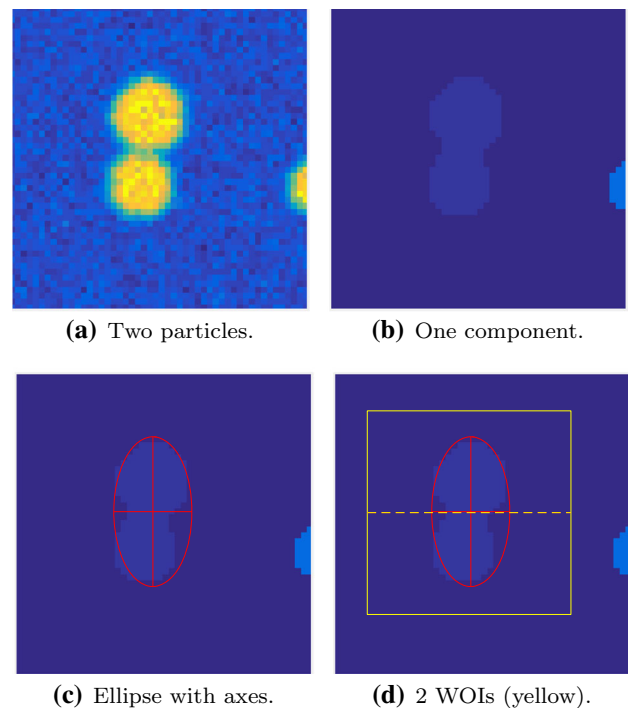 (a) Two particles.
(b) One component.
(c) Ellipse with axes.
(d) 2 WOIs (yellow).